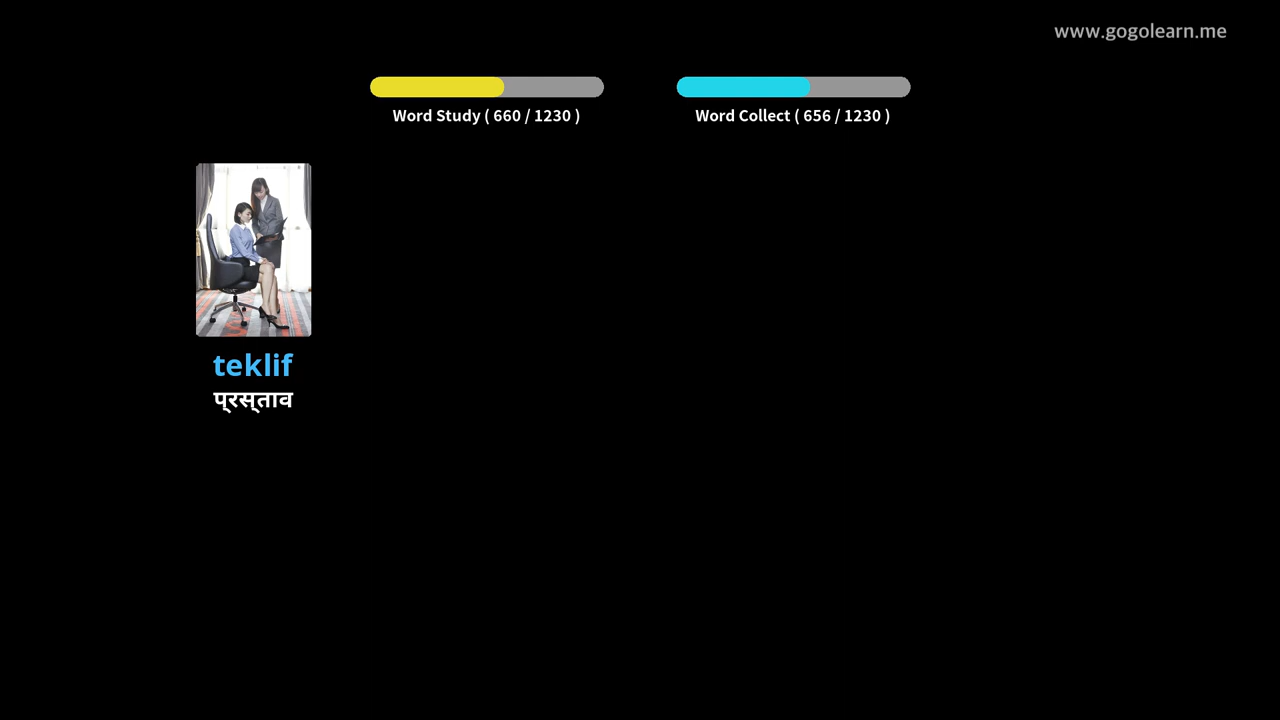 www.gogolearn.me
Word Study ( 660 / 1230 )
Word Collect ( 656 / 1230 )
teklif
प्रस्ताव